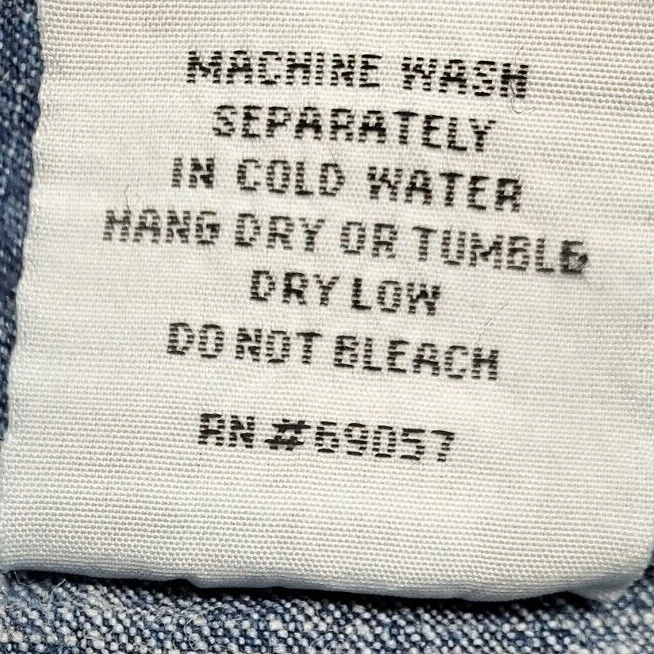 MACHINE WASH
SEPARATELY
IN COLD WATER
HANG DRY OR TUMBLE
DRY LOW
DO NOT BLEACH
RN #69057